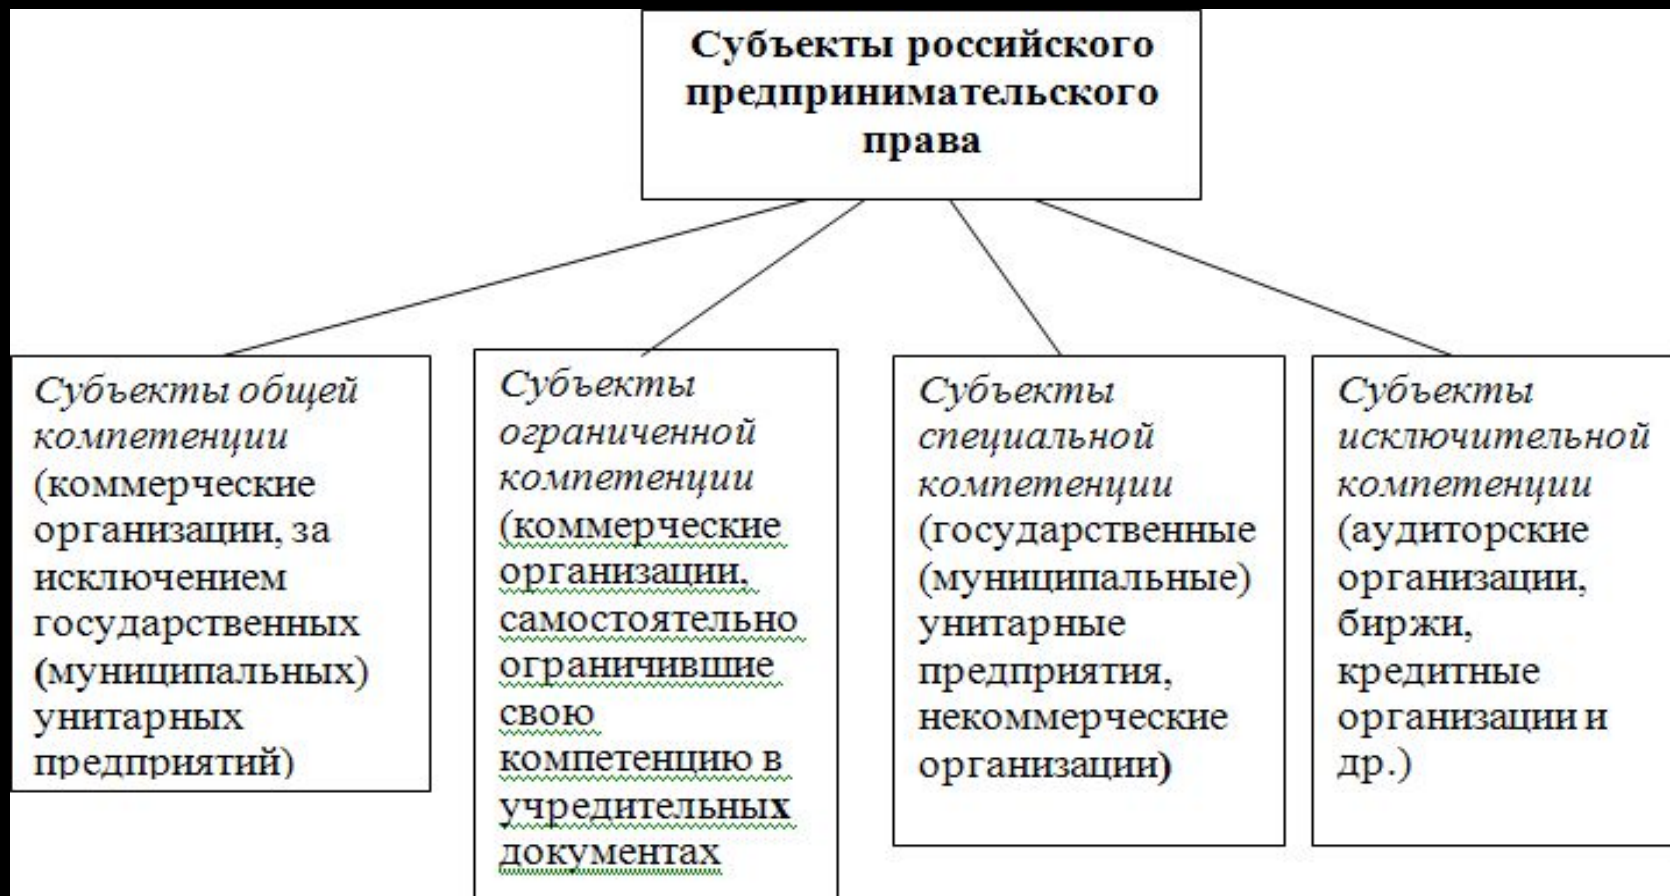 Субъекты российского
предпринимательского
права
Субъекты общей
компетенции
(коммерческие
организации, за
исключением
государственных
(муниципальных)
унитарных
предприятий)
Субъекты
ограниченной
компетенции
(коммерческие
организации,
самостоятельно
ограничившие
свою
компетенцию в
учредительных
документах
Субъекты
специальной
компетенции
(государственные
(муниципальные)
унитарные
предприятия,
некоммерческие
организации)
Субъекты
исключительной
компетенции
(аудиторские
организации,
биржи,
кредитные
организации и
др.)